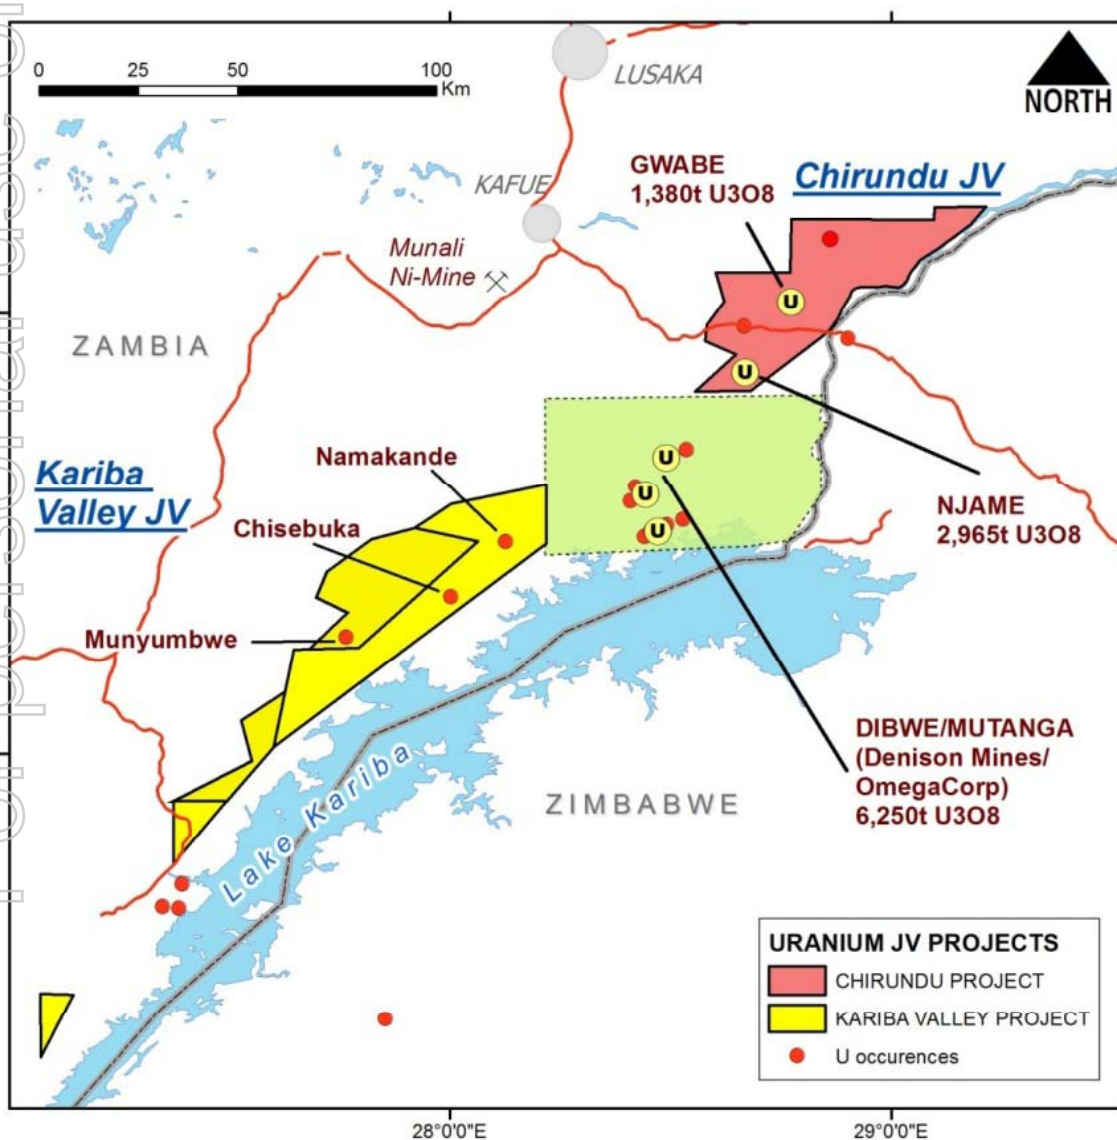 0 25 50 100
Km
LUSAKA
NORTH
GWABE
1,380t U3O8
Chirundu JV
KAFUE
Munali
Ni-Mine
ZAMBIA
U
U
Kariba
Valley JV
Namakande
Chisebuka
Munyumbwe
U
U
U
NJAME
2,965t U3O8
DIBWE/MUTANGA
(Denison Mines/
OmegaCorp)
6,250t U3O8
ZIMBABWE
Lake Kariba
URANIUM JV PROJECTS
CHIRUNDU PROJECT
KARIBA VALLEY PROJECT
U occurences
28°0'0"E 29°0'0"E